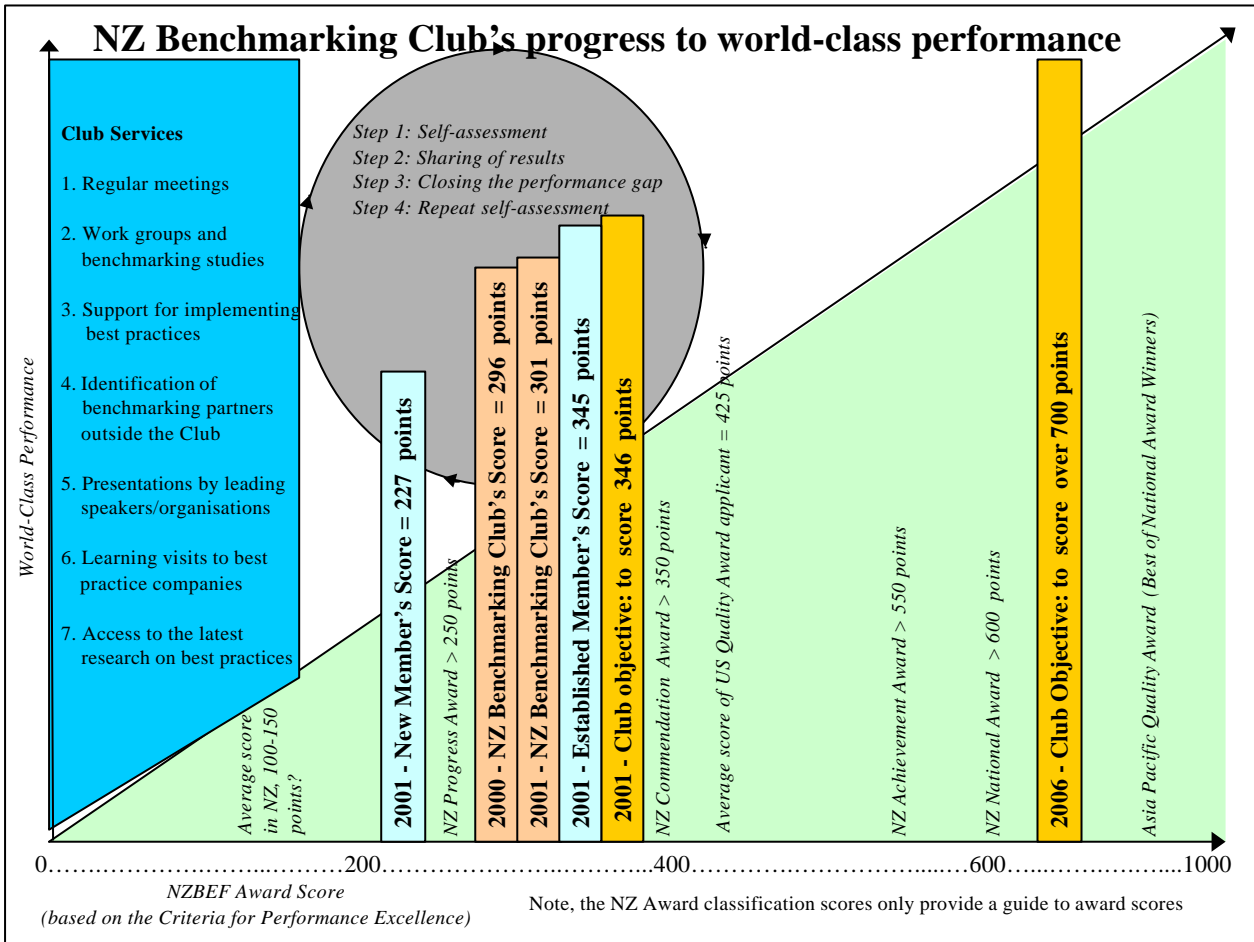 NZ Benchmarking Club's progress to world-class performance
Club Services
1. Regular meetings
2. Work groups and
benchmarking studies
3. Support for implementing
best practices
4. Identification of
benchmarking partners
outside the Club
5. Presentations by leading
speakers/organisations
6. Learning visits to best
practice companies
7. Access to the latest
research on best practices
Step 1: Self-assessment
Step 2: Sharing of results
Step 3: Closing the performance gap
Step 4: Repeat self-assessment
World-Class Performance
Average score
in NZ, 100-150
points?
2001 - New Member's Score = 227 points
NZ Progress Award > 250 points
2000 - NZ Benchmarking Club's Score = 296 points
2001 - NZ Benchmarking Club's Score = 301 points
2001 - Established Member's Score = 345 points
2001 - Club objective: to score 346 points
NZ Commendation Award > 350 points
Average score of US Quality Award applicant = 425 points
NZ Achievement Award > 550 points
NZ National Award > 600 points
2006 - Club Objective: to score over 700 points
Asia Pacific Quality Award (Best of National Award Winners)
0……………………………………200……………………………………...400……………………………………600…………………………...1000
NZBEF Award Score
(based on the Criteria for Performance Excellence)
Note, the NZ Award classification scores only provide a guide to award scores